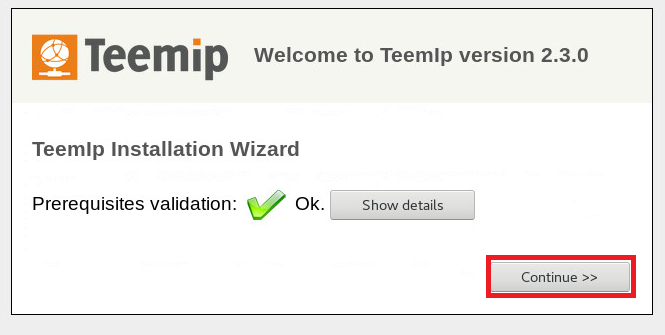 Teemip
Welcome to TeemIp version 2.3.0
TeemIp Installation Wizard
Prerequisites validation: Ok. Show details
Continue >>